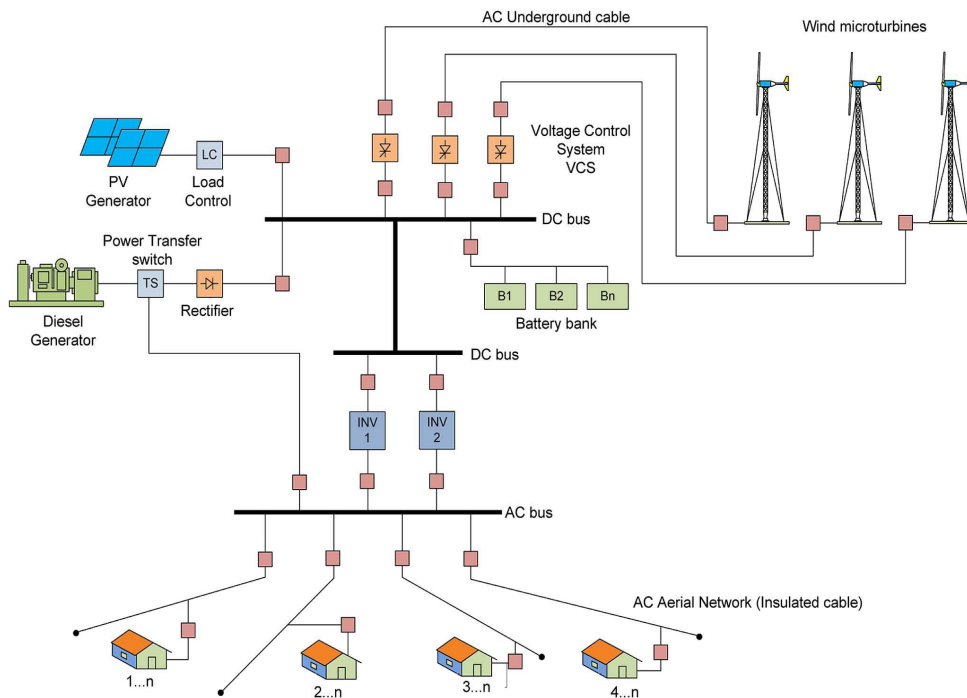 AC Underground cable
Wind microturbines
Voltage Control
System
VCS
LC
PV
Generator
Load
Control
DC bus
Power Transfer
switch
TS
Rectifier
Diesel
Generator
B1
B2
Bn
Battery bank
DC bus
INV
1
INV
2
AC bus
AC Aerial Network (Insulated cable)
1...n
2...n
3...n
4...n